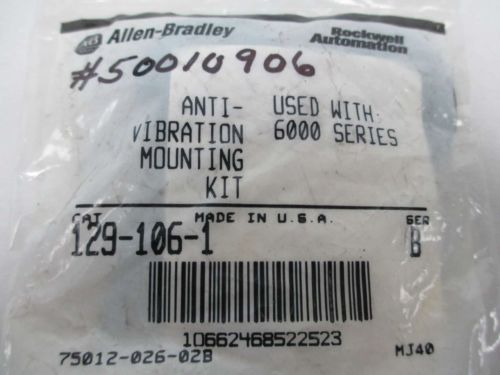 AB Allen-Bradley
Rockwell
Automation
#50010906
ANTI- USED WITH:
VIBRATION 6000 SERIES
MOUNTING
KIT
CAT MADE IN U.S.A. SER
129-106-1 B
10662468522523
75012-026-02B MJ40